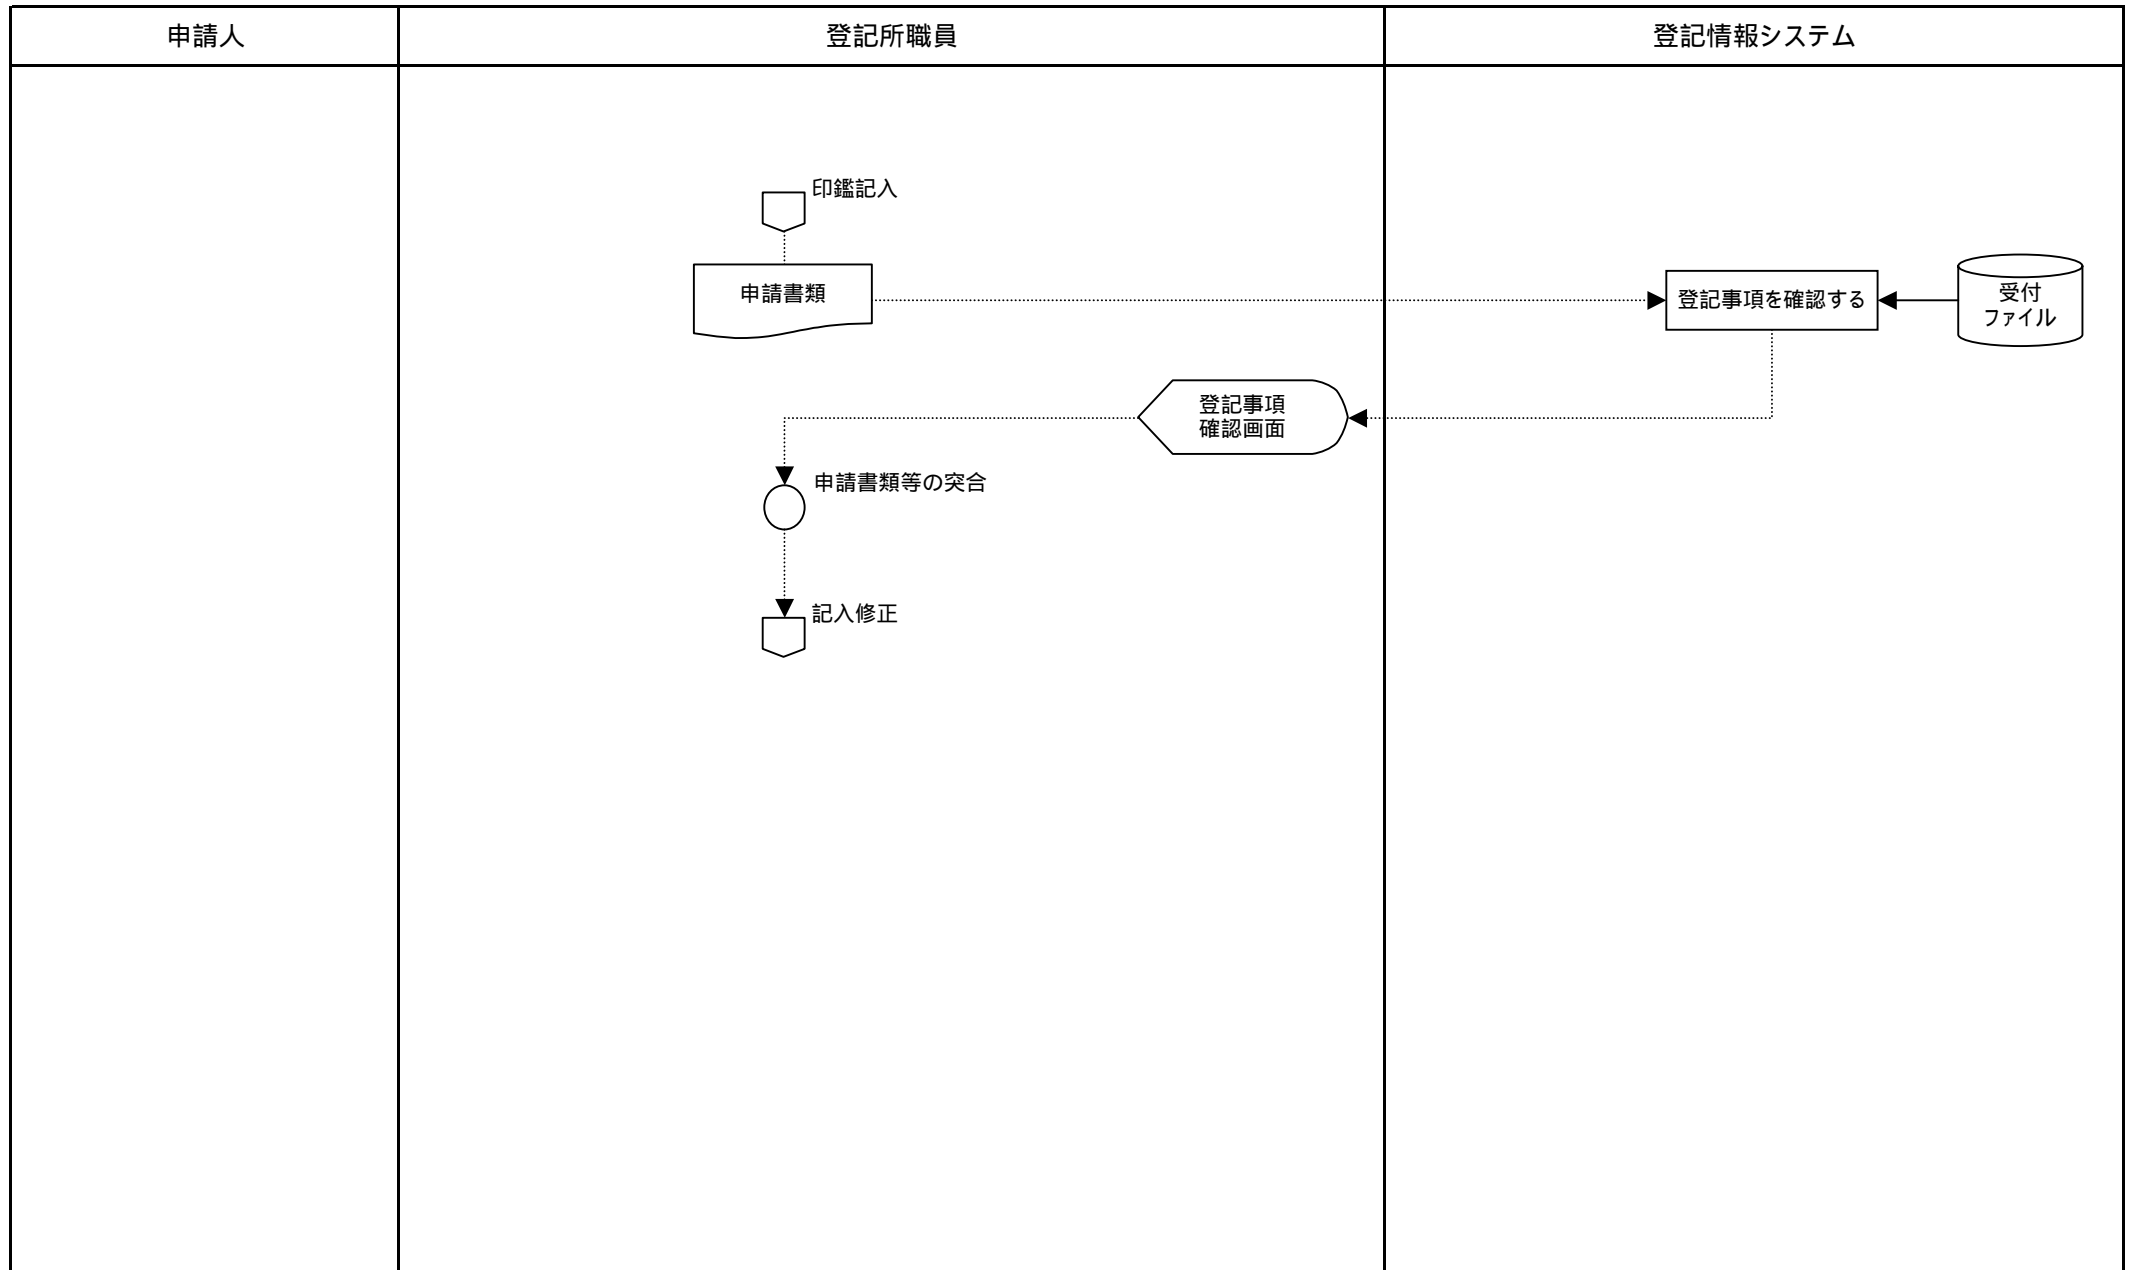 申請人
登記所職員
登記情報システム
印鑑記入
申請書類
登記事項を確認する
受付
ファイル
登記事項
確認画面
申請書類等の突合
記入修正